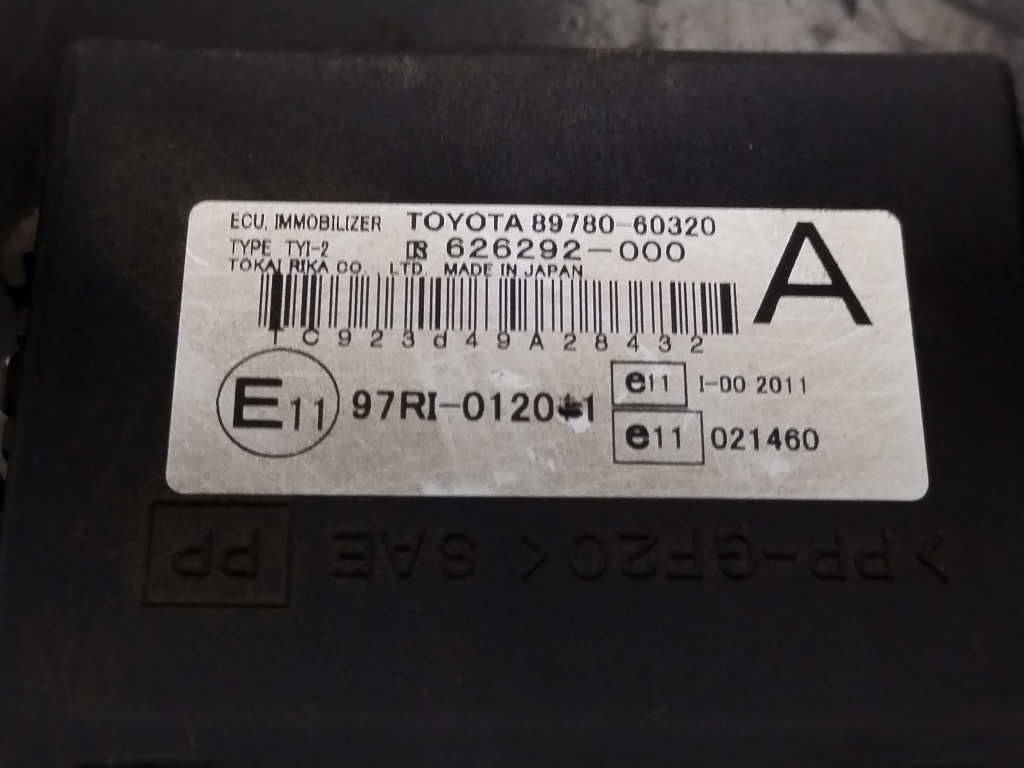 ECU, IMMOBILIZER TOYOTA 89780-60320
TYPE TYI-2 626292-000
TOKAI RIKA CO., LTD. MADE IN JAPAN
A
TC923d49A28432
E11 97RI-0120 1
e11 I-00 2011
e11 021460
>PP-GF20< SAE PP